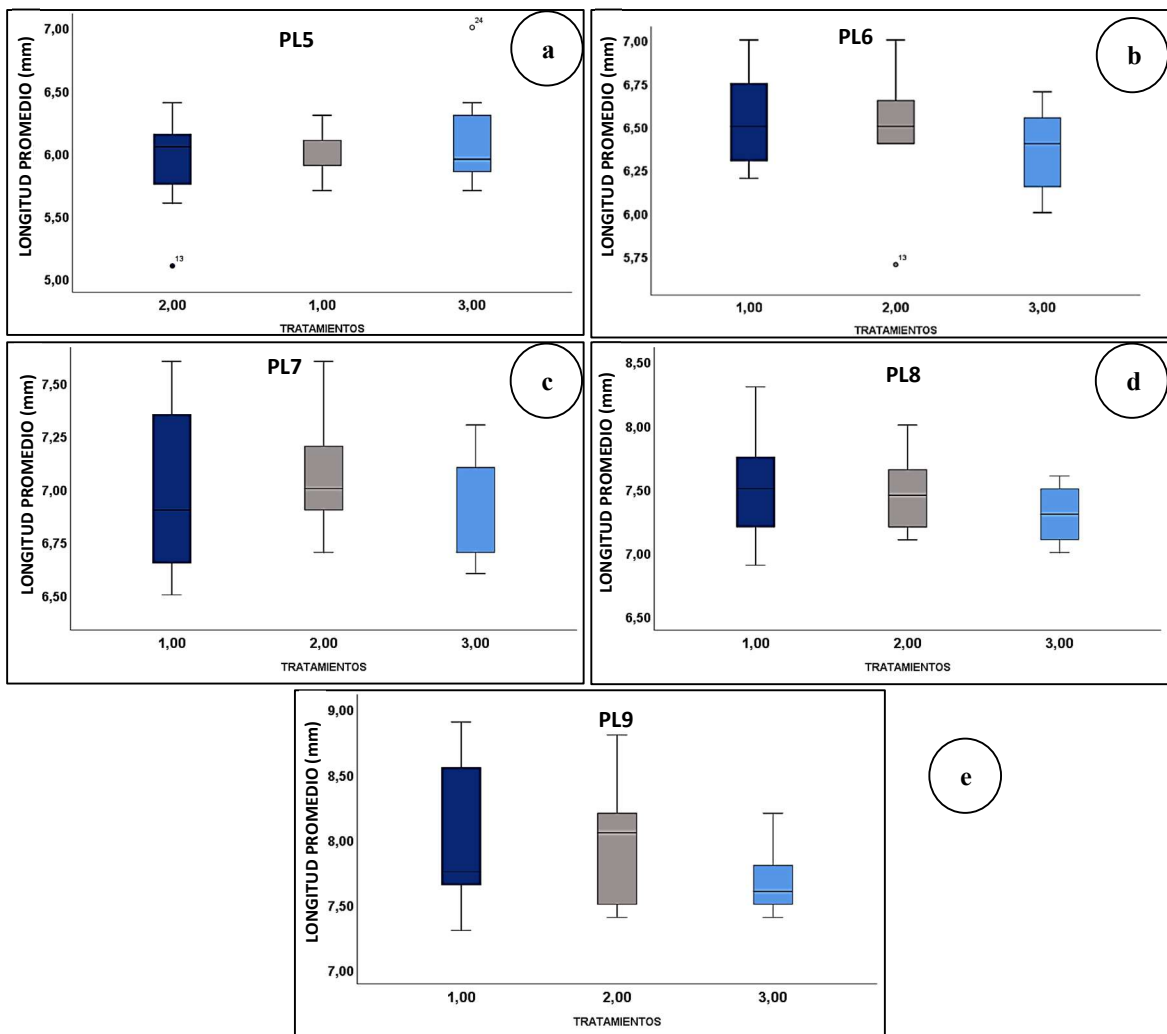 LONGITUD PROMEDIO (mm)
PL5
a
7,00
6,50
6,00
5,50
5,00
24
13
2,00 1,00 3,00
TRATAMIENTOS
LONGITUD PROMEDIO (mm)
PL6
b
7,00
6,75
6,50
6,25
6,00
5,75
13
1,00 2,00 3,00
TRATAMIENTOS
LONGITUD PROMEDIO (mm)
PL7
c
7,50
7,25
7,00
6,75
6,50
1,00 2,00 3,00
TRATAMIENTOS
LONGITUD PROMEDIO (mm)
PL8
d
8,50
8,00
7,50
7,00
6,50
1,00 2,00 3,00
TRATAMIENTOS
LONGITUD PROMEDIO (mm)
PL9
e
9,00
8,50
8,00
7,50
7,00
1,00 2,00 3,00
TRATAMIENTOS